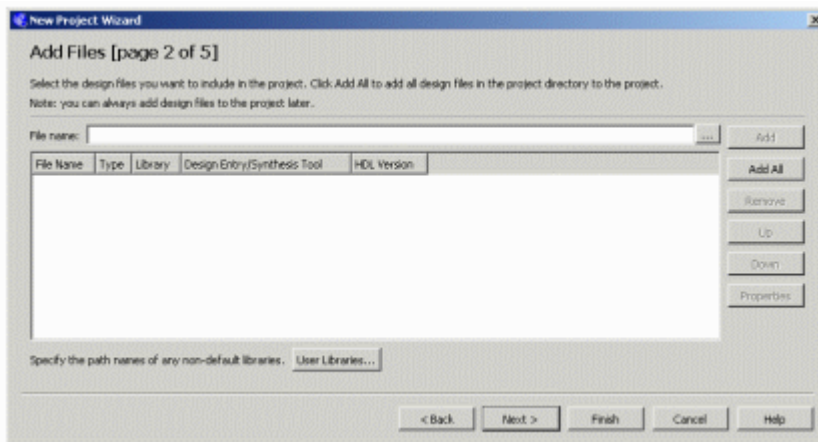 New Project Wizard
Add Files [page 2 of 5]
Select the design files you want to include in the project. Click Add All to add all design files in the project directory to the project.
Note: you can always add design files to the project later.
File name: ... Add
File Name Type Library Design Entry/Synthesis Tool HDL Version
Add All
Remove
Up
Down
Properties
Specify the path names of any non-default libraries. User Libraries...
< Back Next > Finish Cancel Help